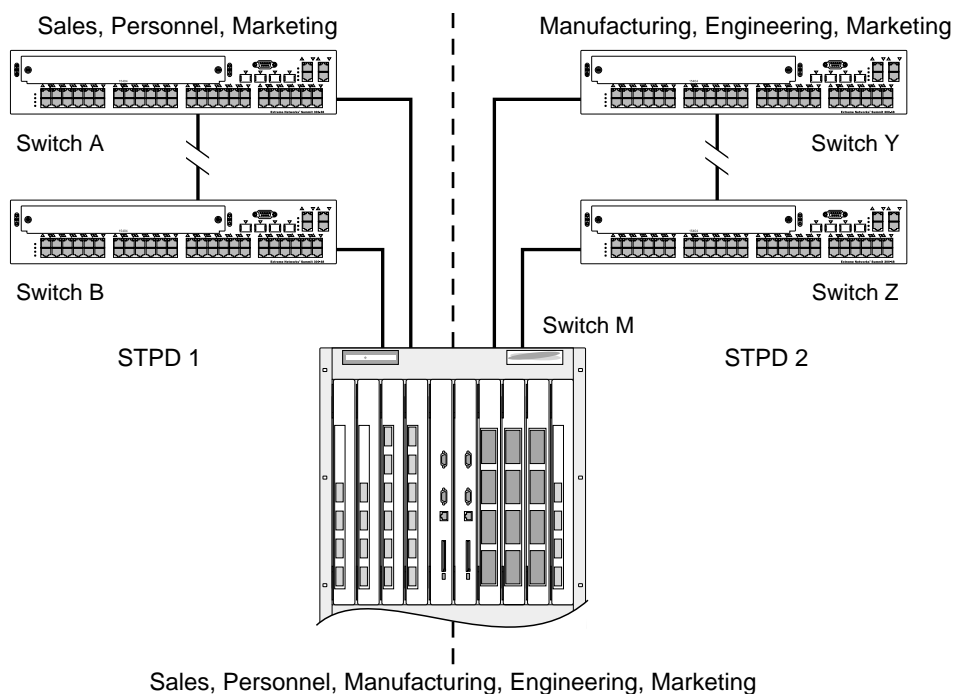 Sales, Personnel, Marketing
Manufacturing, Engineering, Marketing
Switch A
Switch Y
Switch B
Switch Z
Switch M
STPD 1
STPD 2
Sales, Personnel, Manufacturing, Engineering, Marketing